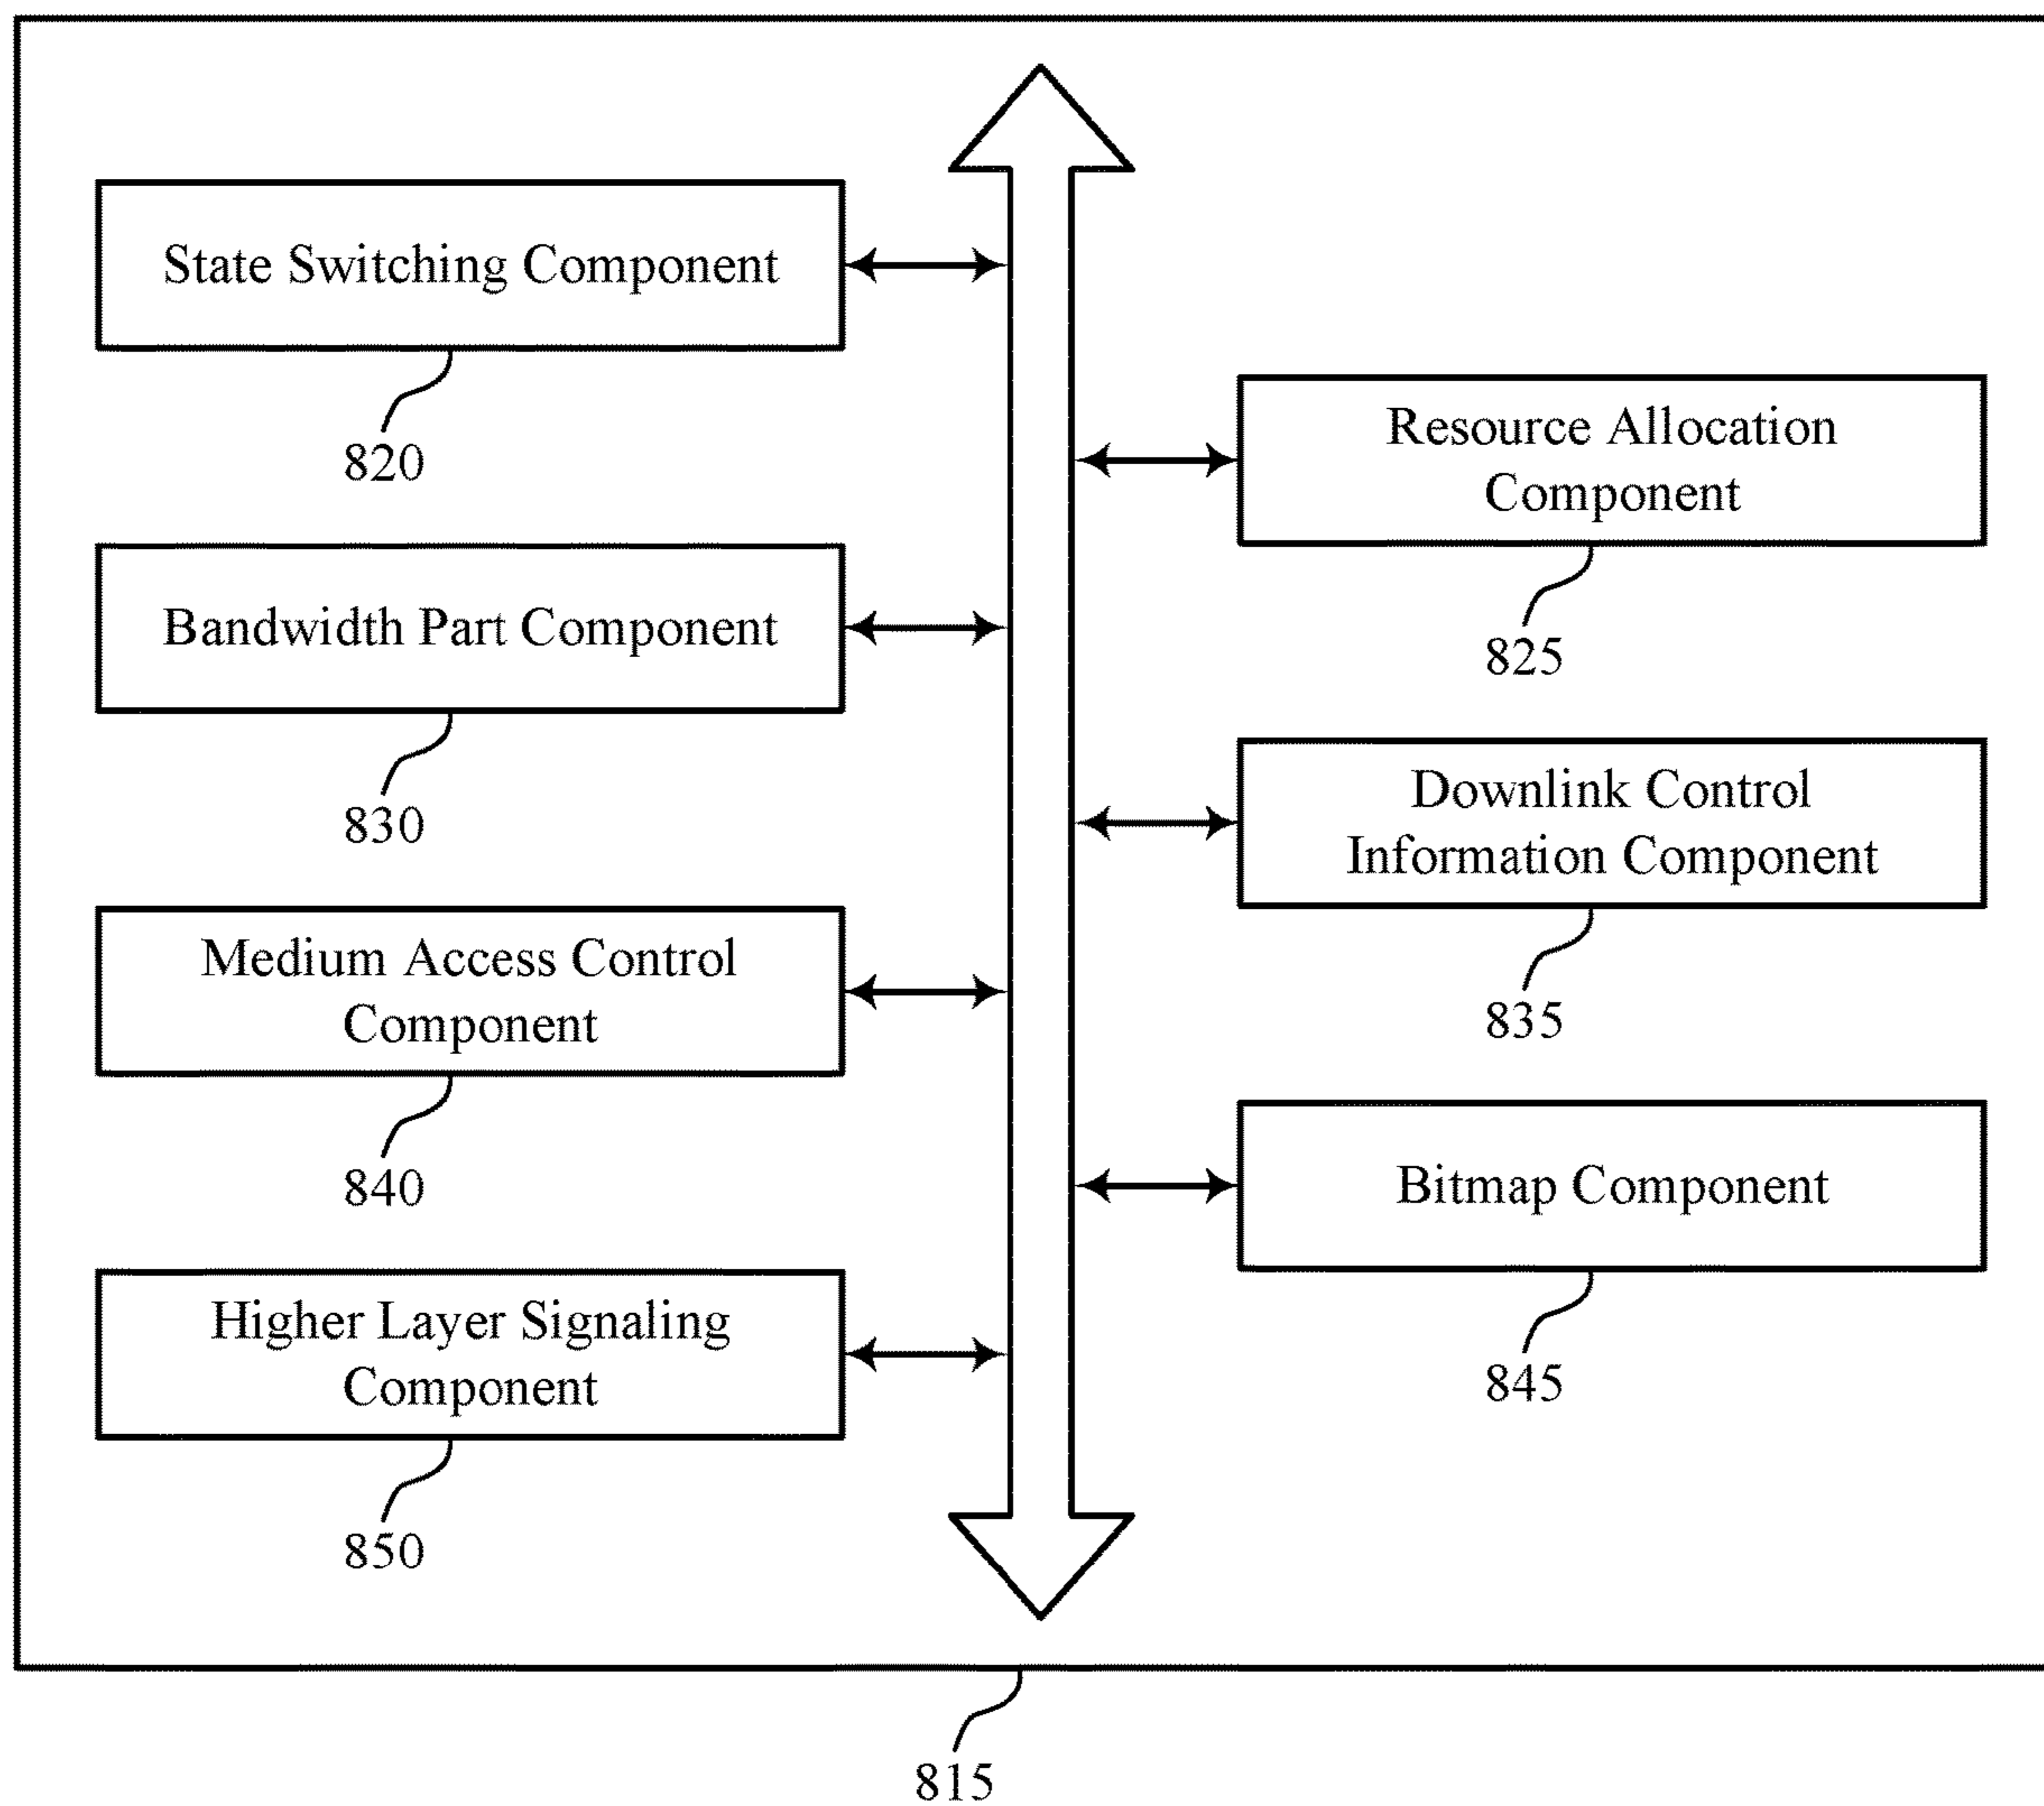 State Switching Component
820
Resource Allocation
Component
825
Bandwidth Part Component
830
Downlink Control
Information Component
835
Medium Access Control
Component
840
Bitmap Component
845
Higher Layer Signaling
Component
850
815